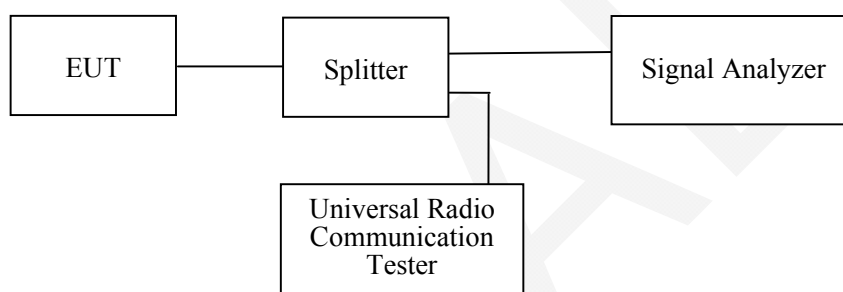 EUT
Splitter
Signal Analyzer
Universal Radio
Communication
Tester